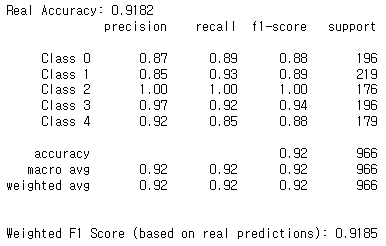 Real Accuracy: 0.9182
precision recall f1-score support
Class 0 0.87 0.89 0.88 196
Class 1 0.85 0.93 0.89 219
Class 2 1.00 1.00 1.00 176
Class 3 0.97 0.92 0.94 196
Class 4 0.92 0.85 0.88 179
accuracy 0.92 966
macro avg 0.92 0.92 0.92 966
weighted avg 0.92 0.92 0.92 966
Weighted F1 Score (based on real predictions): 0.9185